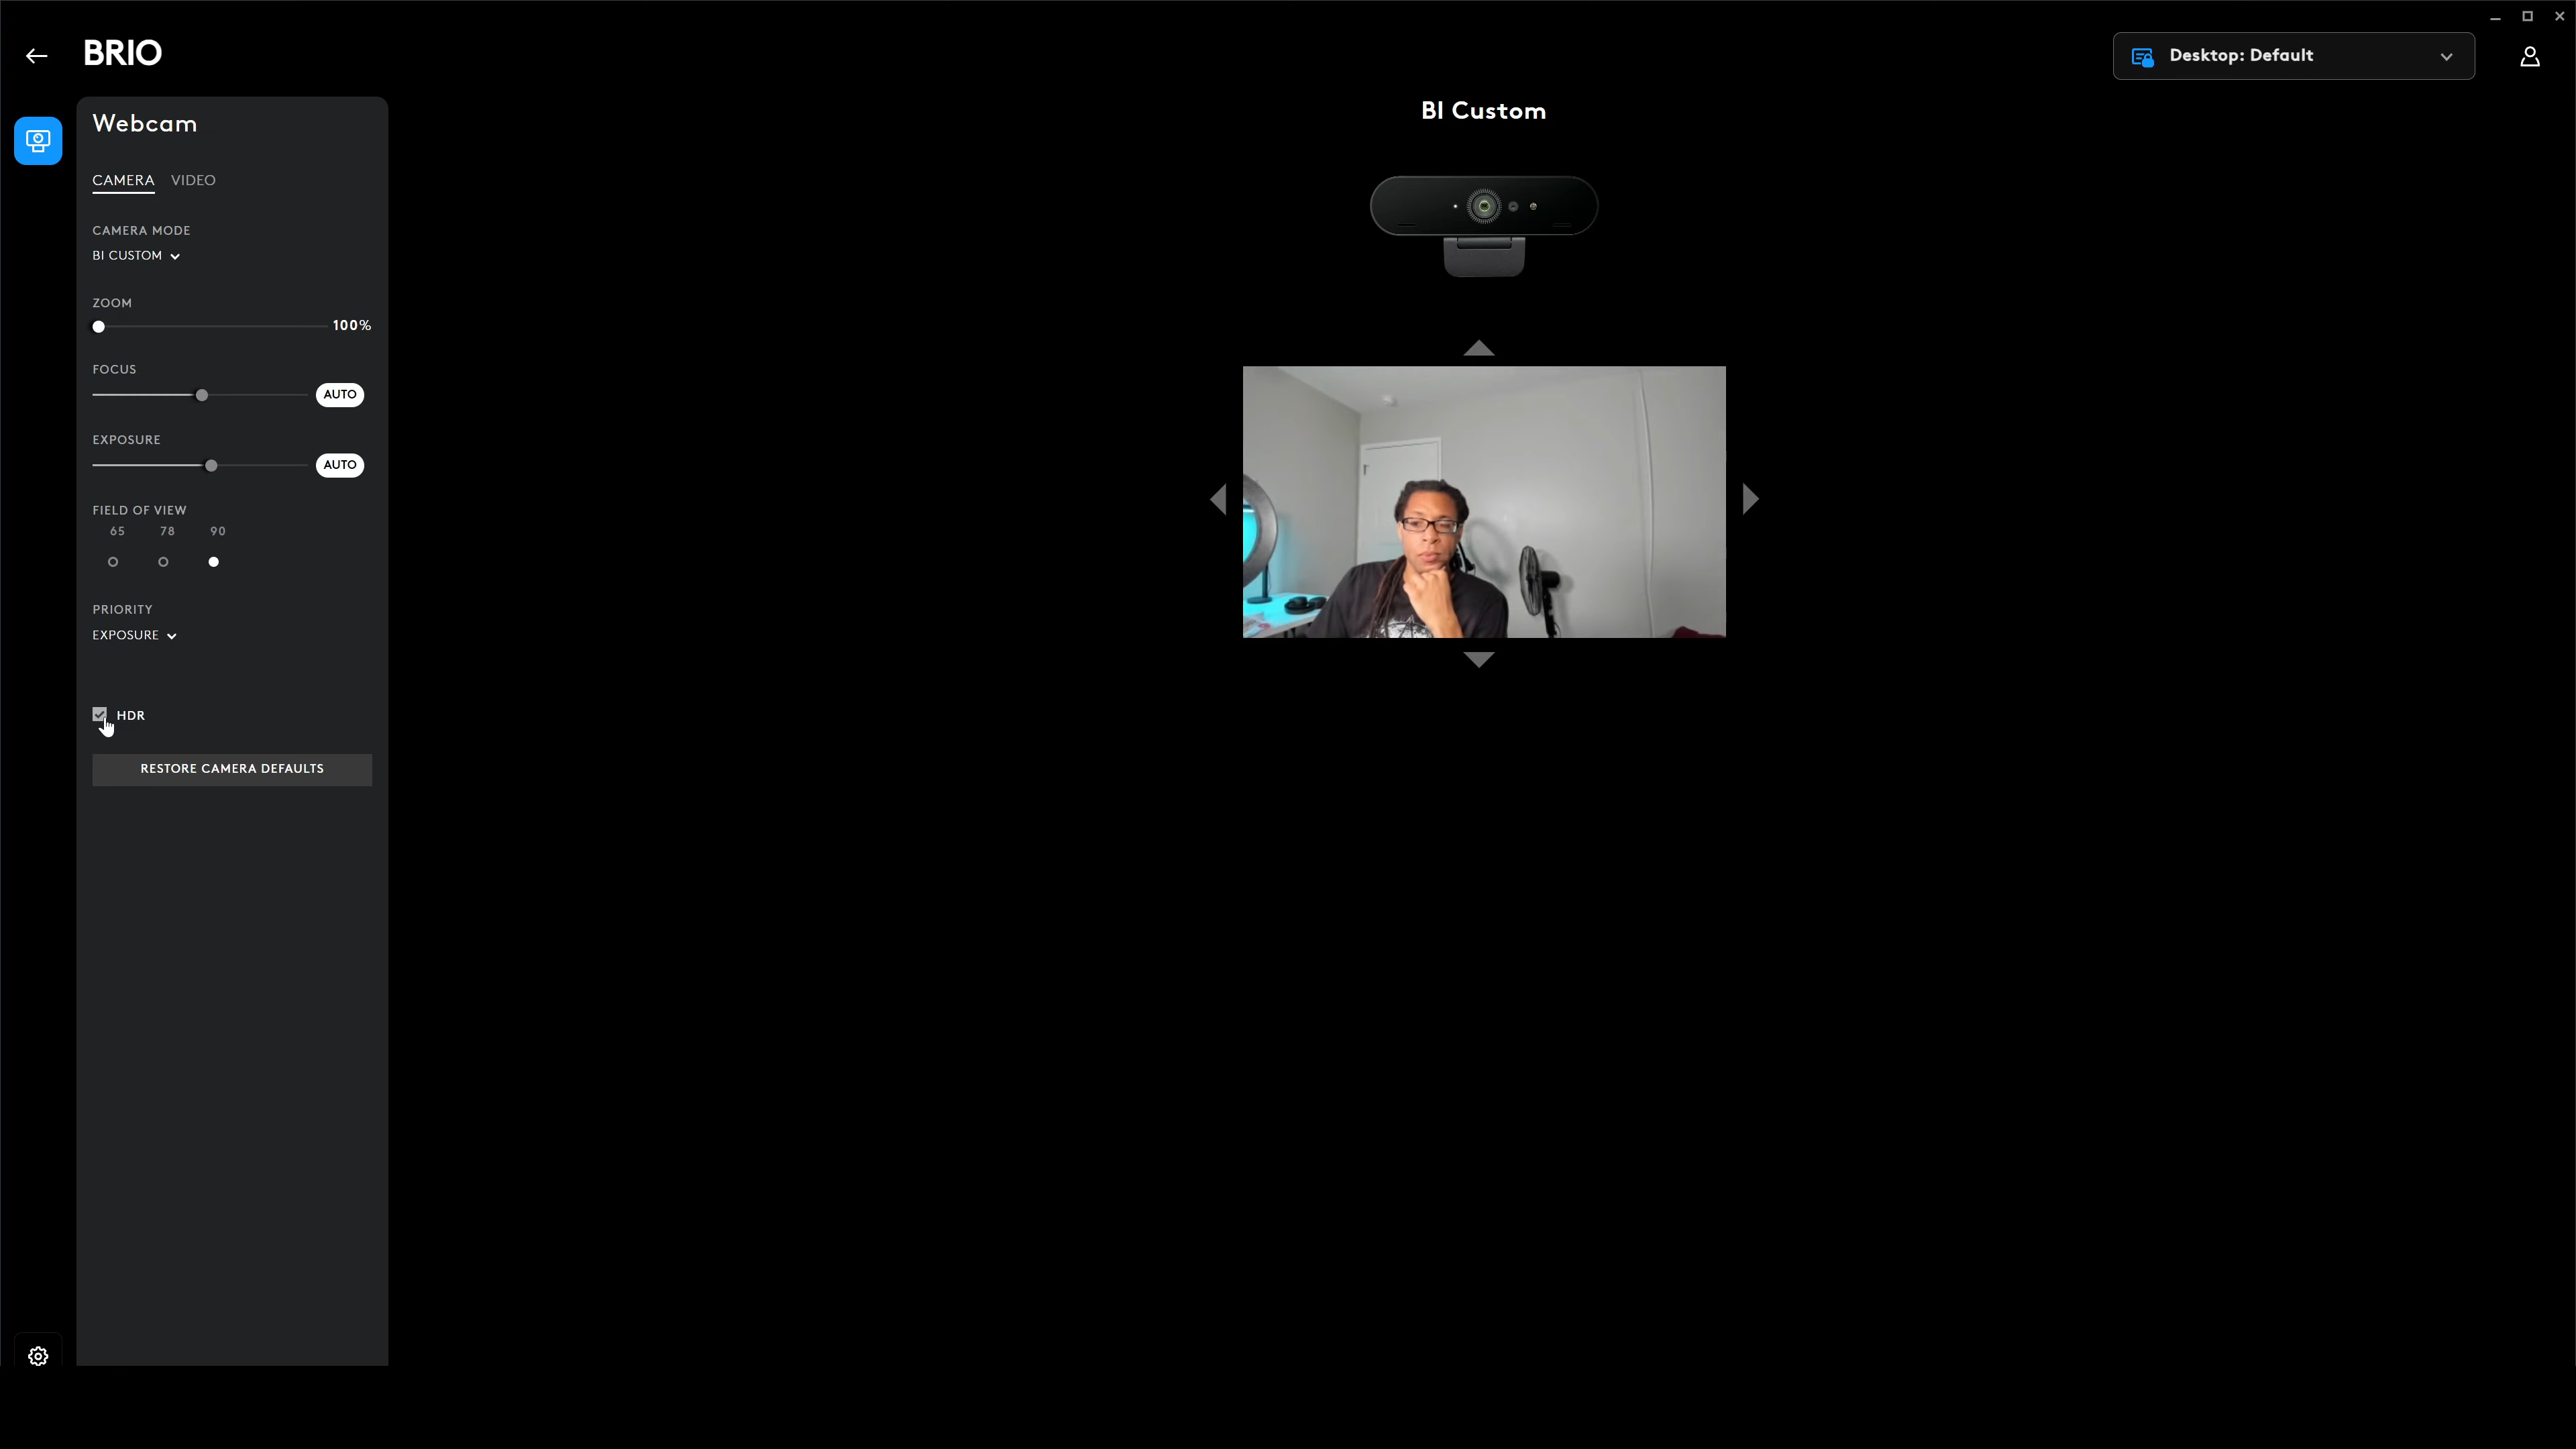 BRIO
Desktop: Default
Webcam
CAMERA VIDEO
CAMERA MODE
BI CUSTOM
ZOOM
100%
FOCUS
AUTO
EXPOSURE
AUTO
FIELD OF VIEW
65 78 90
PRIORITY
EXPOSURE
HDR
RESTORE CAMERA DEFAULTS
BI Custom